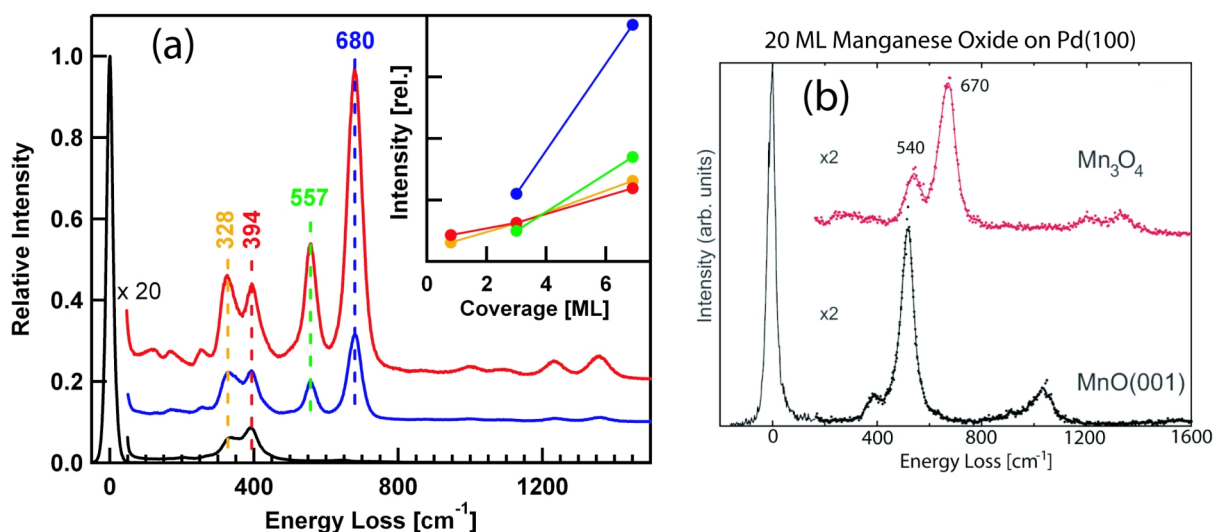 (a)
680
557
328
394
x 20
Relative Intensity
1.0
0.8
0.6
0.4
0.2
0.0
0
400
800
1200
Energy Loss [cm⁻¹]
Intensity [rel.]
0
2
4
6
Coverage [ML]
20 ML Manganese Oxide on Pd(100)
(b)
670
540
x2
Mn₃O₄
x2
MnO(001)
Intensity (arb. units)
0
400
800
1200
1600
Energy Loss [cm⁻¹]